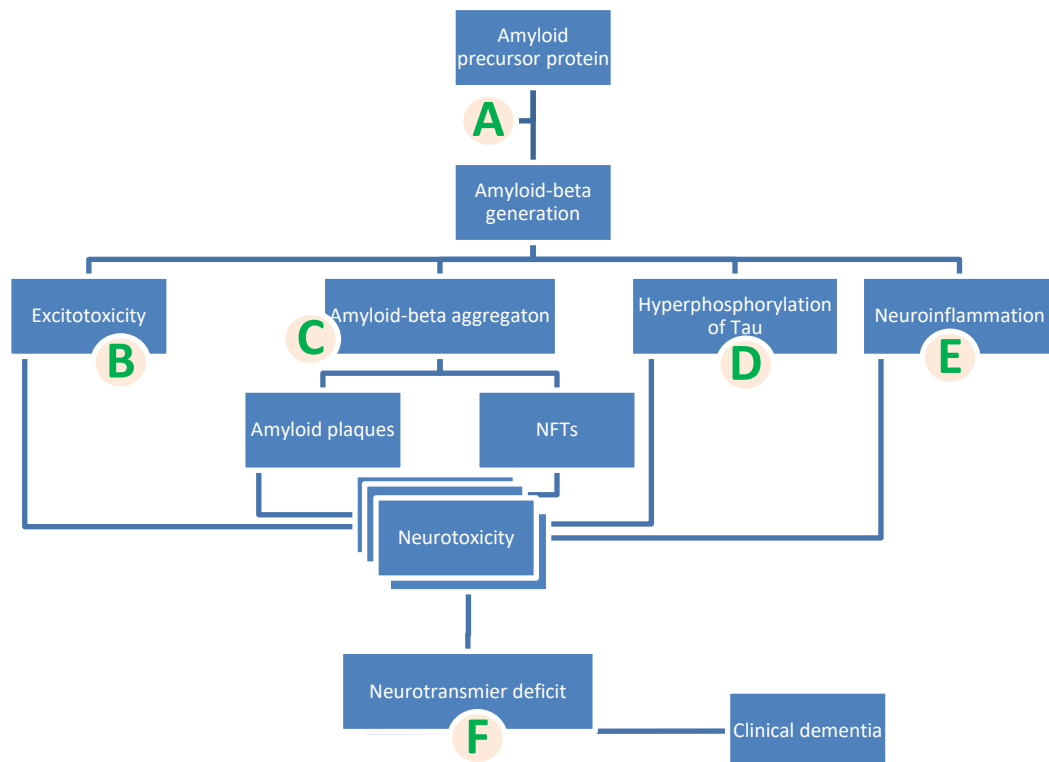 Amyloid
precursor protein
A
Amyloid-beta
generation
Excitotoxicity
B
Amyloid-beta aggregaton
C
Hyperphosphorylation
of Tau
D
Neuroinflammation
E
Amyloid plaques
NFTs
Neurotoxicity
Neurotransmier deficit
F
Clinical dementia